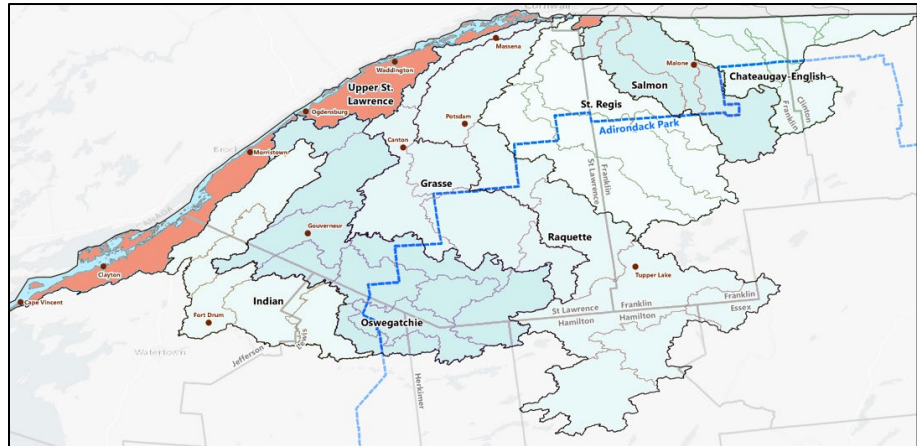 Cornwall
Massena
Waddington
Malone
Chateaugay-English
Upper St.
Lawrence
Salmon
St. Regis
Ogdensburg
Potsdam
Adirondack Park
Clinton
Franklin
Canton
Morristown
Grasse
St Lawrence
Franklin
Gouverneur
Raquette
Clayton
Tupper Lake
Cape Vincent
Indian
Fort Drum
Oswegatchie
St Lawrence
Franklin
Franklin
Hamilton
Hamilton
Essex
Lewis
Jefferson
Watertown
Herkimer